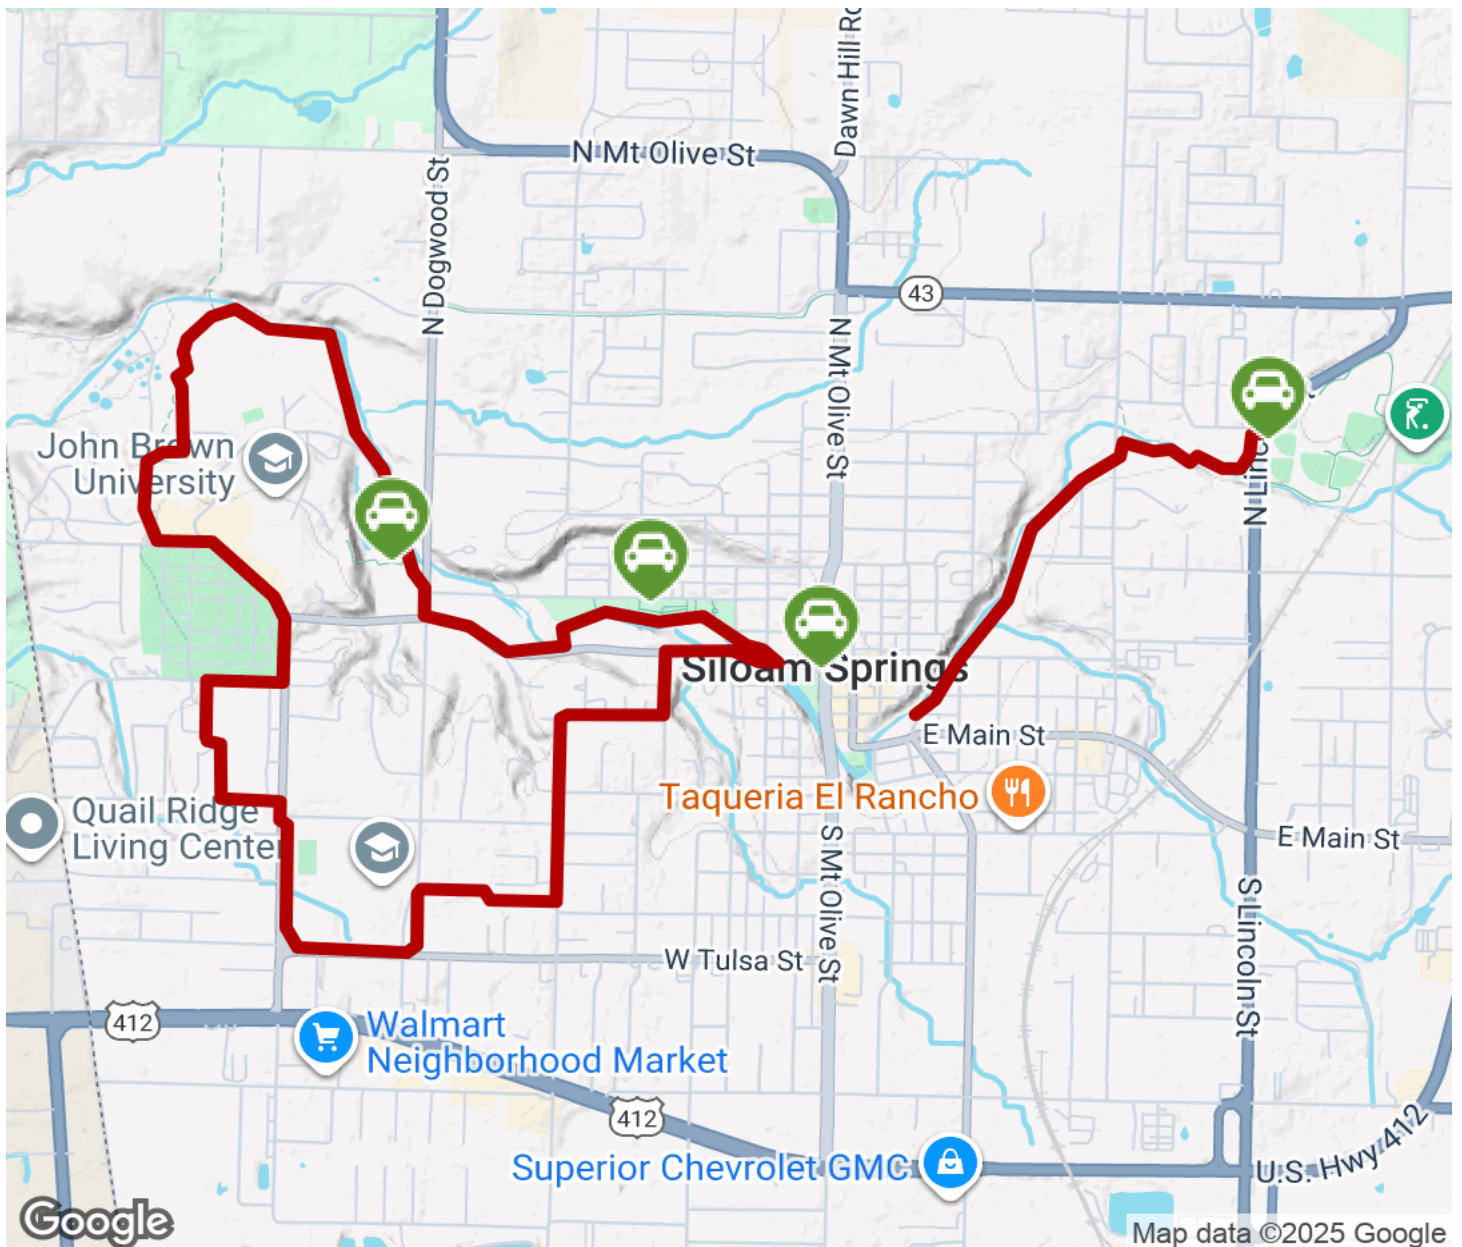 Dawn Hill Ro
N Mt Olive St
N Dogwood St
43
N Mt Olive St
John Brown
University
N Linc
Siloam Springs
E Main St
Taqueria El Rancho
Quail Ridge
Living Center
E Main St
S Mt Olive St
S Lincoln St
W Tulsa St
412
Walmart
Neighborhood Market
412
Superior Chevrolet GMC
U.S. Hwy 412
Google
Map data ©2025 Google